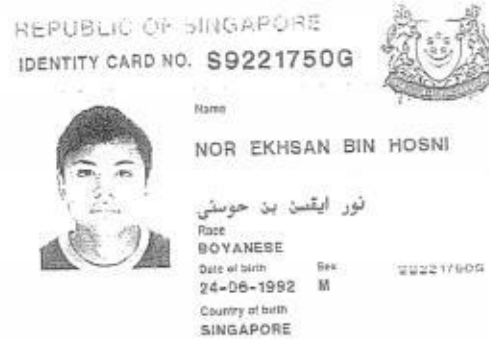 REPUBLIC OF SINGAPORE
IDENTITY CARD NO. S9221750G
Name
NOR EKHSAN BIN HOSNI
نور ايقسن بن حوسني
Race
BOYANESE
Date of birth Sex
24-06-1992 M
S9221750G
Country of birth
SINGAPORE